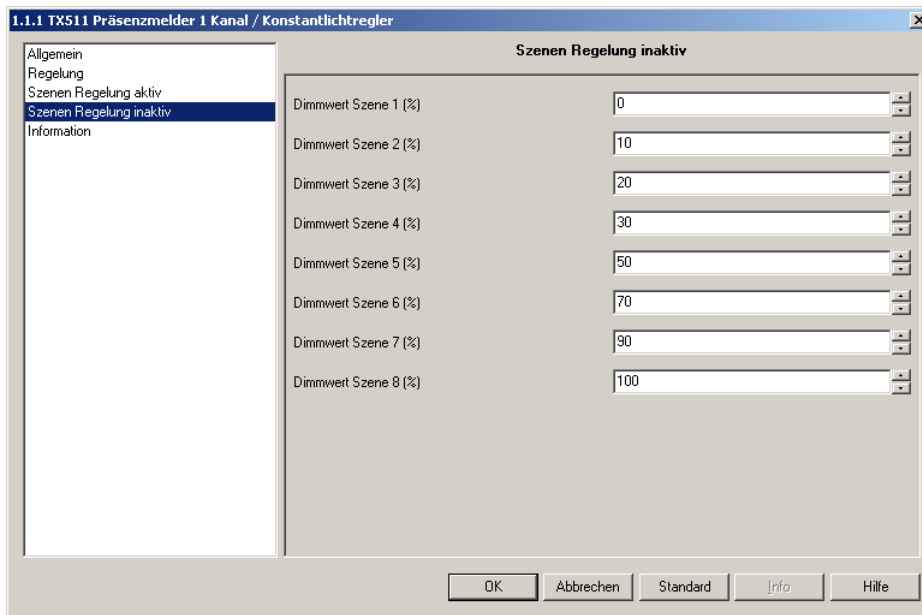 1.1.1 TX511 Präsenzmelder 1 Kanal / Konstantlichtregler
Allgemein
Regelung
Szenen Regelung aktiv
Szenen Regelung inaktiv
Information
Szenen Regelung inaktiv
Dimmwert Szene 1 (%) 0
Dimmwert Szene 2 (%) 10
Dimmwert Szene 3 (%) 20
Dimmwert Szene 4 (%) 30
Dimmwert Szene 5 (%) 50
Dimmwert Szene 6 (%) 70
Dimmwert Szene 7 (%) 90
Dimmwert Szene 8 (%) 100
OK Abbrechen Standard Info Hilfe